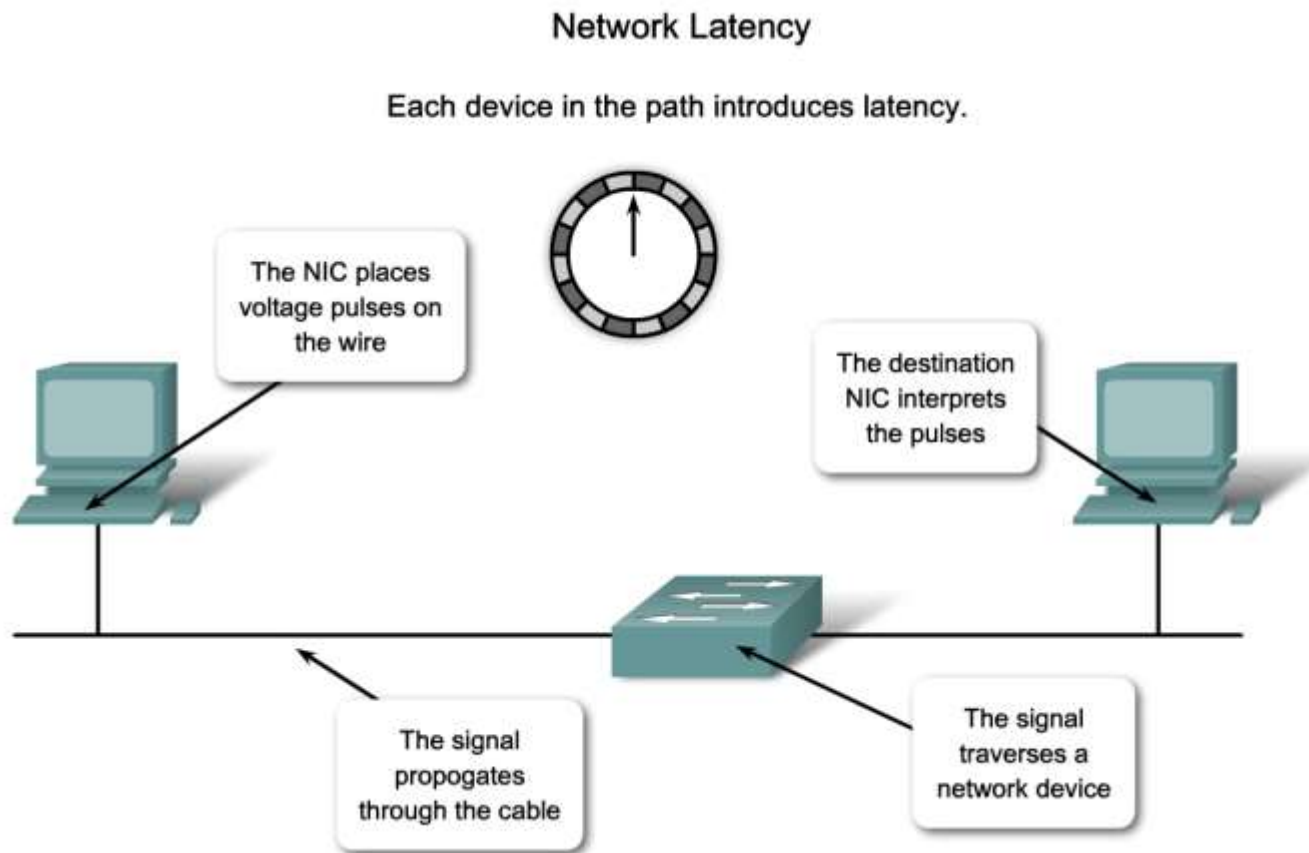 Network Latency
Each device in the path introduces latency.
The NIC places
voltage pulses on
the wire
The destination
NIC interprets
the pulses
The signal
propogates
through the cable
The signal
traverses a
network device